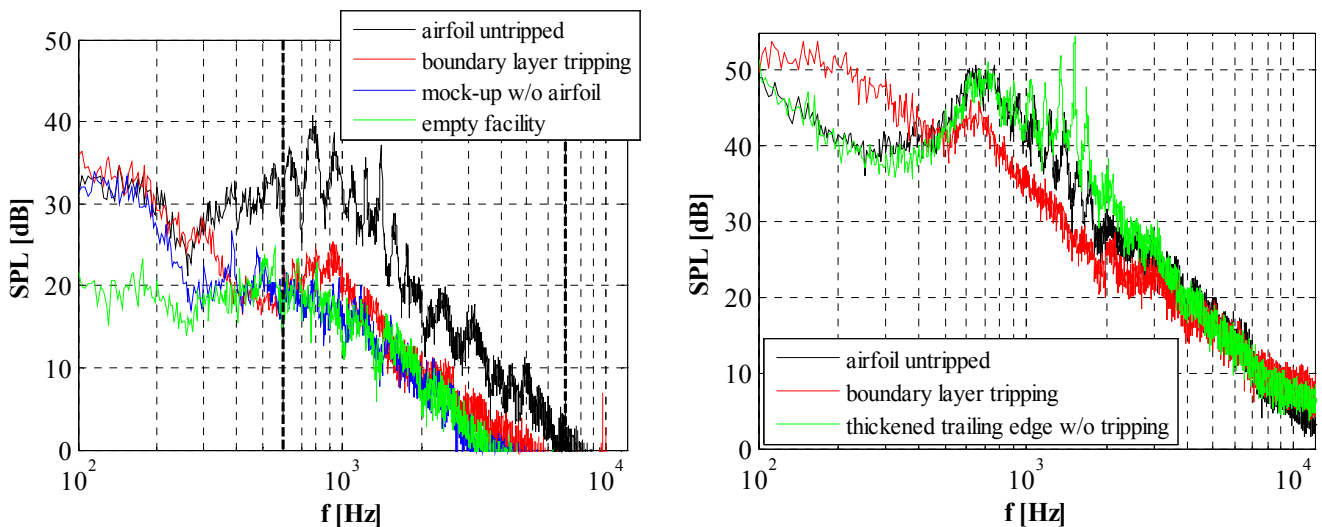 airfoil untripped
boundary layer tripping
mock-up w/o airfoil
empty facility
50
40
30
20
10
0
SPL [dB]
10^2
10^3
10^4
f [Hz]
50
40
30
20
10
0
SPL [dB]
airfoil untripped
boundary layer tripping
thickened trailing edge w/o tripping
10^2
10^3
10^4
f [Hz]